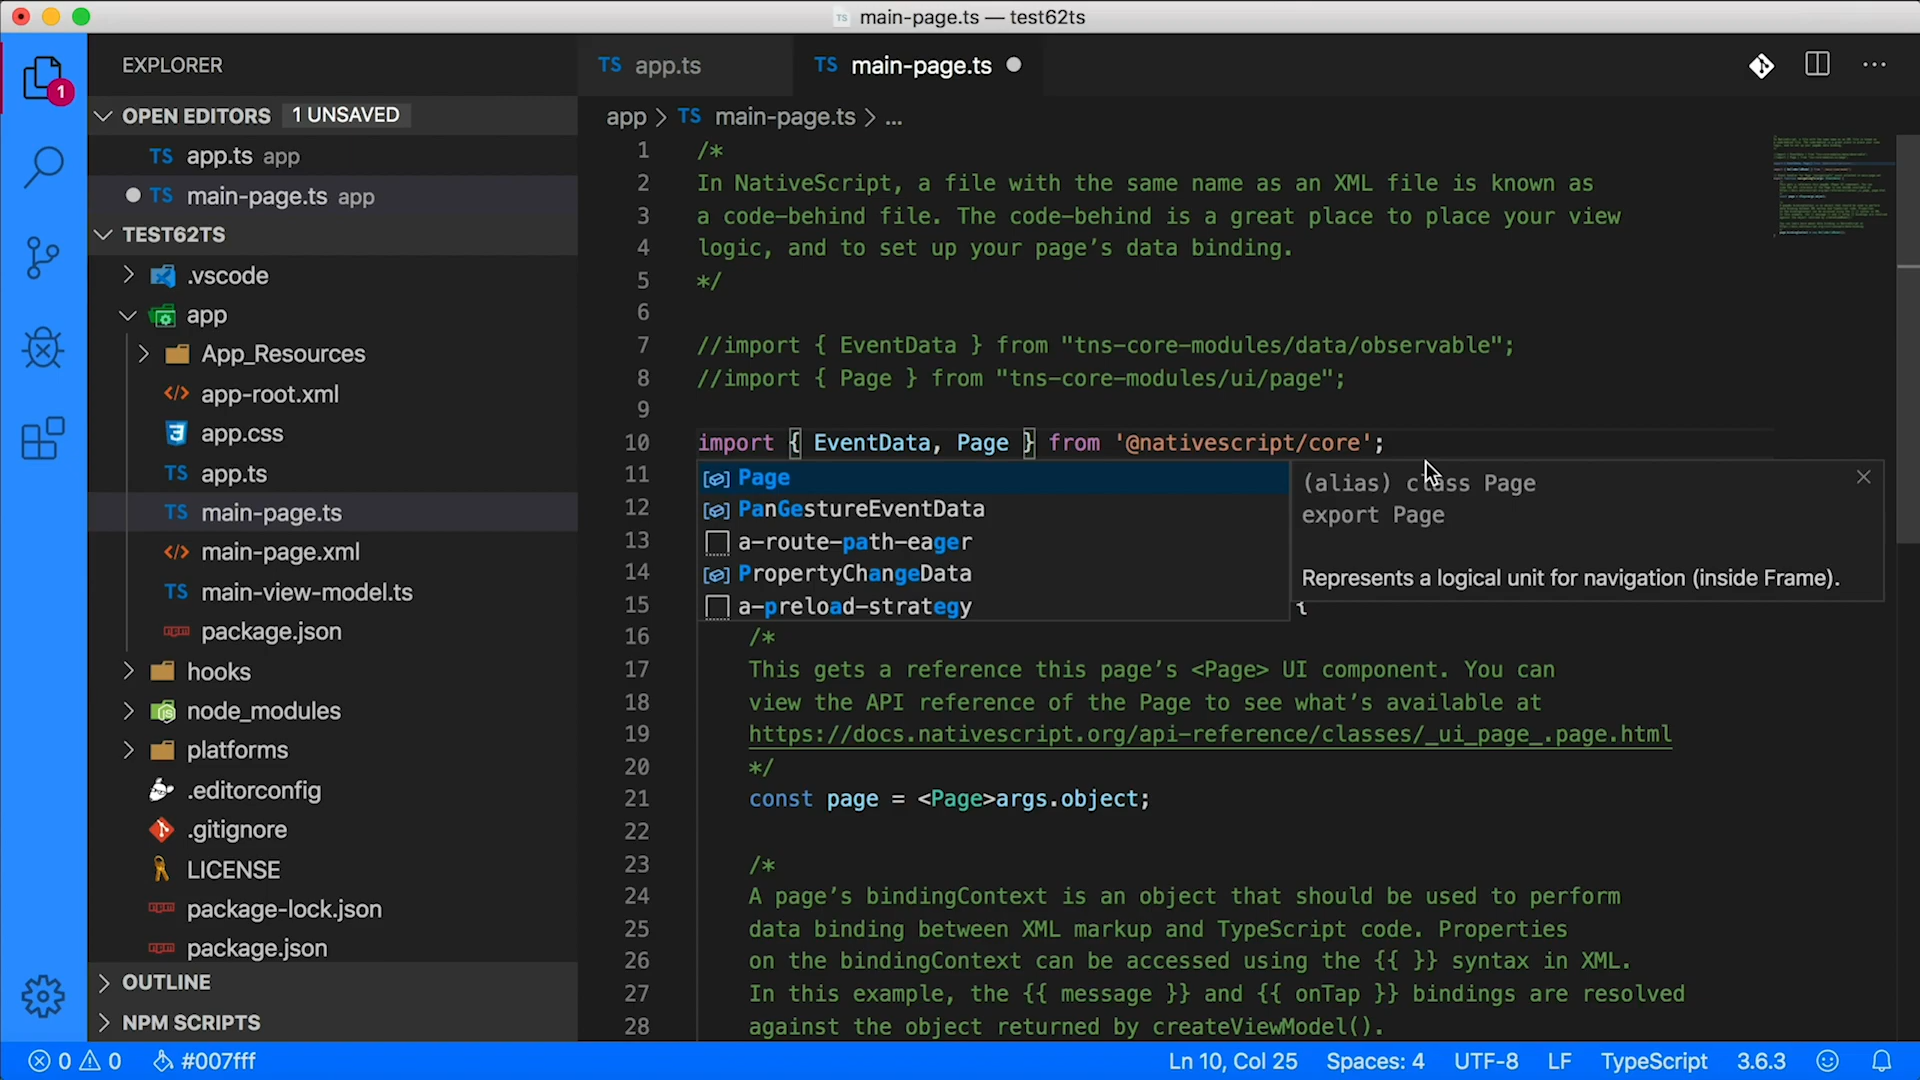 TS main-page.ts — test62ts
1
EXPLORER
OPEN EDITORS 1 UNSAVED
TS app.ts app
TS main-page.ts app
TEST62TS
.vscode
app
App_Resources
</> app-root.xml
3 app.css
TS app.ts
TS main-page.ts
</> main-page.xml
TS main-view-model.ts
npm package.json
hooks
JS node_modules
platforms
.editorconfig
.gitignore
LICENSE
npm package-lock.json
npm package.json
OUTLINE
NPM SCRIPTS
TS app.ts
TS main-page.ts
app > TS main-page.ts > ...
1 /*
2 In NativeScript, a file with the same name as an XML file is known as
3 a code-behind file. The code-behind is a great place to place your view
4 logic, and to set up your page’s data binding.
5 */
6
7 //import { EventData } from "tns-core-modules/data/observable";
8 //import { Page } from "tns-core-modules/ui/page";
9
10 import { EventData, Page } from '@nativescript/core';
11
12
13
14
15 {
Page
PanGestureEventData
a-route-path-eager
PropertyChangeData
a-preload-strategy
(alias) class Page
export Page
Represents a logical unit for navigation (inside Frame).
16 /*
17 This gets a reference this page’s <Page> UI component. You can
18 view the API reference of the Page to see what’s available at
19 https://docs.nativescript.org/api-reference/classes/_ui_page_.page.html
20 */
21 const page = <Page>args.object;
22
23 /*
24 A page’s bindingContext is an object that should be used to perform
25 data binding between XML markup and TypeScript code. Properties
26 on the bindingContext can be accessed using the {{ }} syntax in XML.
27 In this example, the {{ message }} and {{ onTap }} bindings are resolved
28 against the object returned by createViewModel().
0 0 #007fff
Ln 10, Col 25 Spaces: 4 UTF-8 LF TypeScript 3.6.3